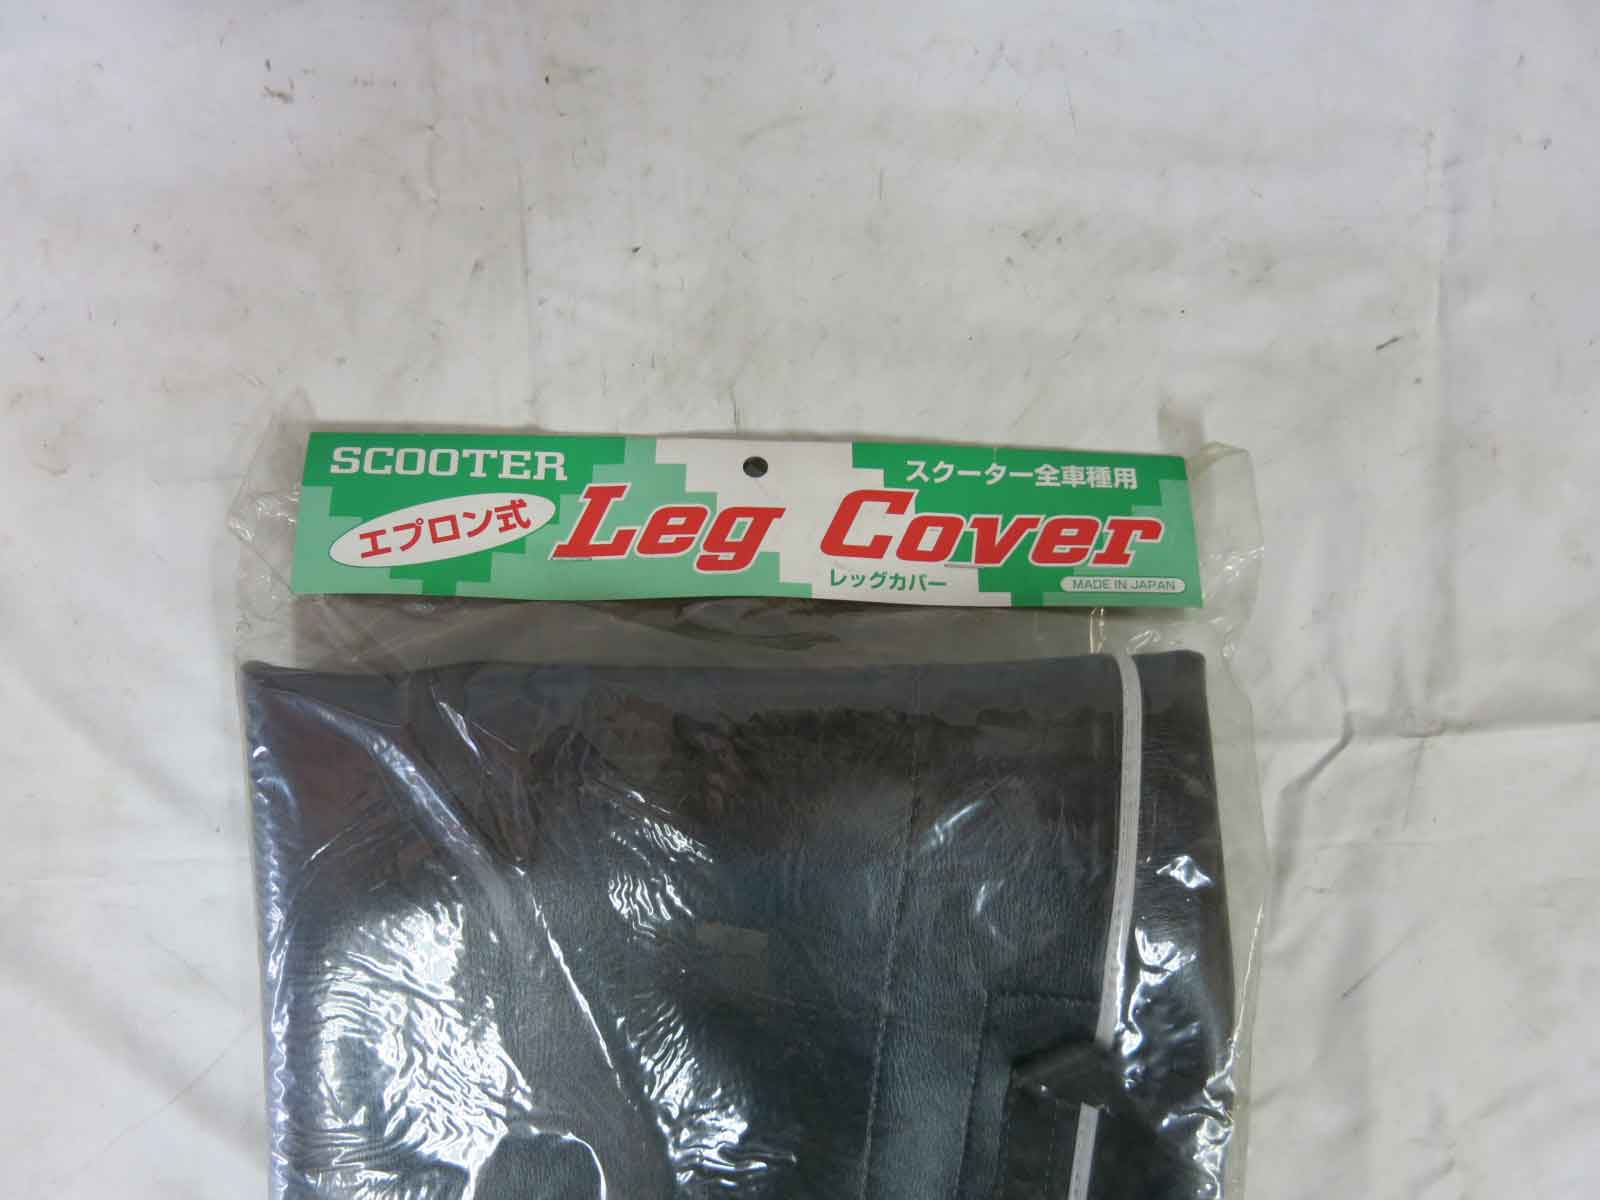 SCOOTER
スクーター全車種用
エプロン式
Leg Cover
レッグカバー
MADE IN JAPAN